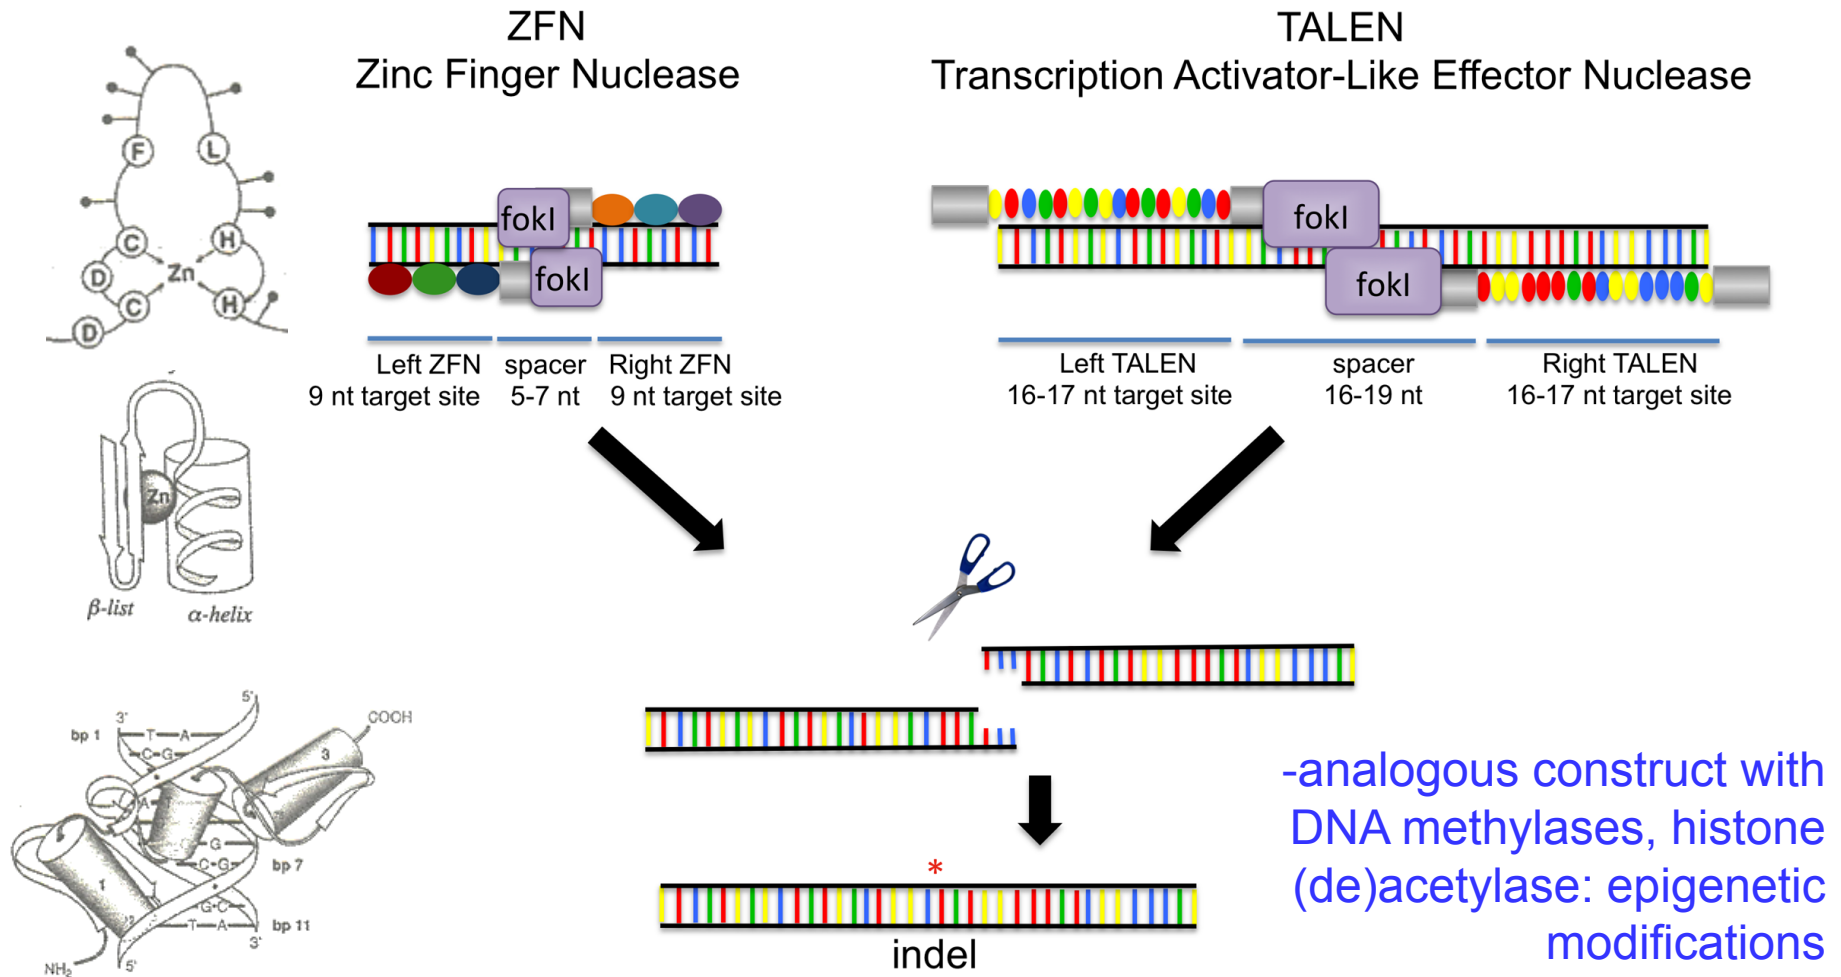 ZFN
Zinc Finger Nuclease
TALEN
Transcription Activator-Like Effector Nuclease
F
L
C
H
D
Zn
C
H
D
fokI
fokI
fokI
fokI
Left ZFN
9 nt target site
spacer
5-7 nt
Right ZFN
9 nt target site
Left TALEN
16-17 nt target site
spacer
16-19 nt
Right TALEN
16-17 nt target site
Zn
β-list
α-helix
5'
3'
COOH
bp 1
T-A
C-G
3
A
G
C-G
bp 7
1
G-C
T-A
bp 11
3'
5'
NH2
*
indel
-analogous construct with
DNA methylases, histone
(de)acetylase: epigenetic
modifications